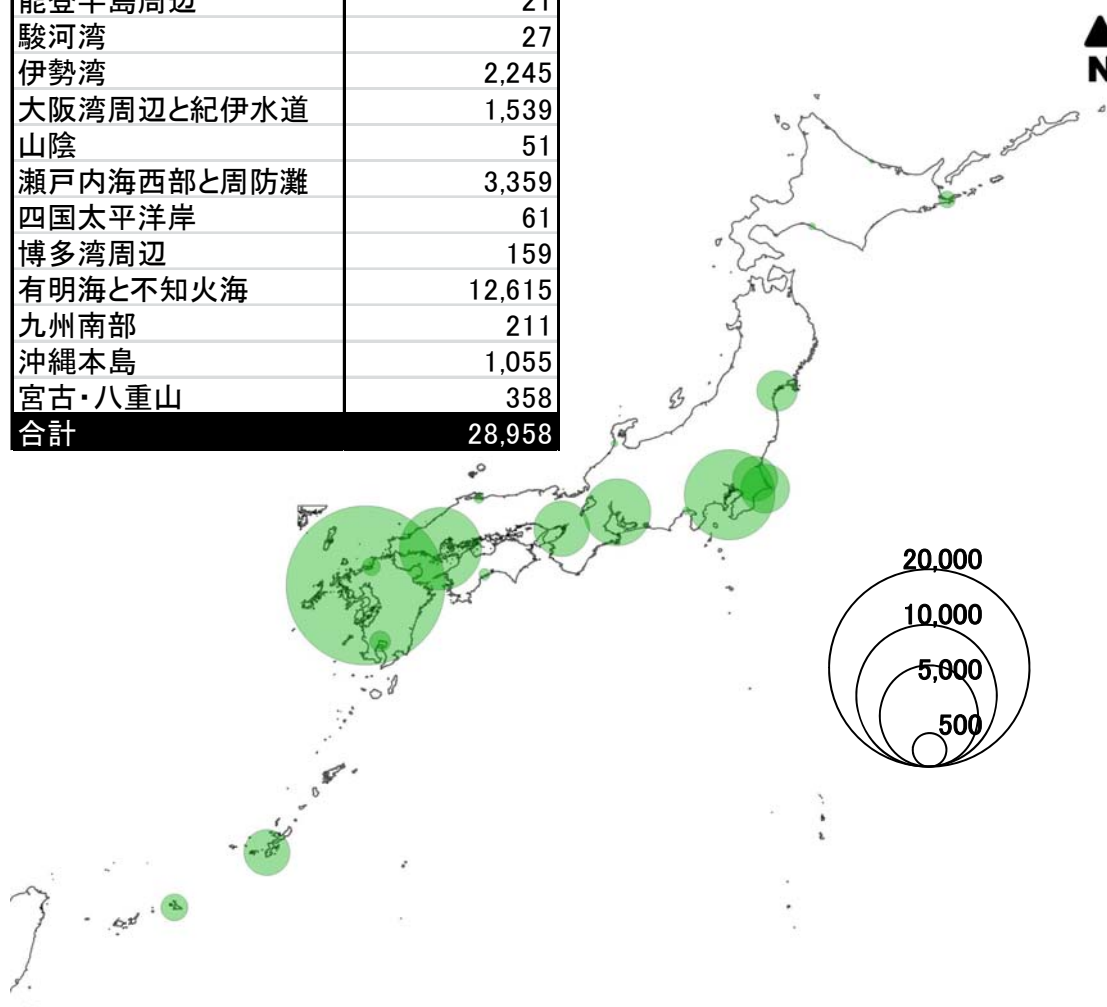 能登半島周辺 21
駿河湾 27
伊勢湾 2,245
大阪湾周辺と紀伊水道 1,539
山陰 51
瀬戸内海西部と周防灘 3,359
四国太平洋岸 61
博多湾周辺 159
有明海と不知火海 12,615
九州南部 211
沖縄本島 1,055
宮古・八重山 358
合計 28,958
N
20,000
10,000
5,000
500